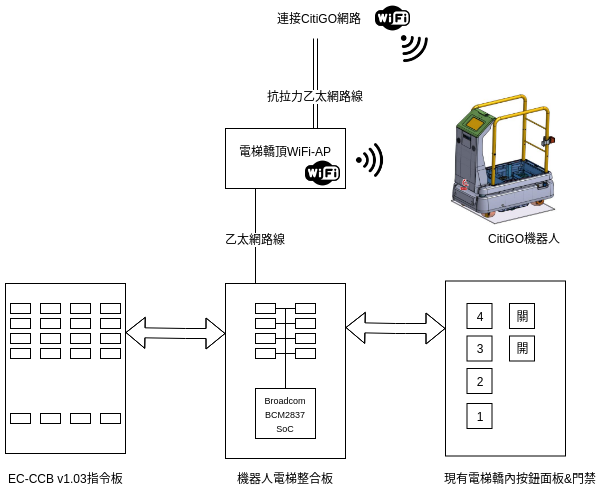 連接CitiGO網路
WiFi
抗拉力乙太網路線
電梯轎頂WiFi-AP
WiFi
CitiGO機器人
乙太網路線
4
關
3
開
2
1
Broadcom
BCM2837
SoC
EC-CCB v1.03指令板
機器人電梯整合板
現有電梯轎內按鈕面板&門禁